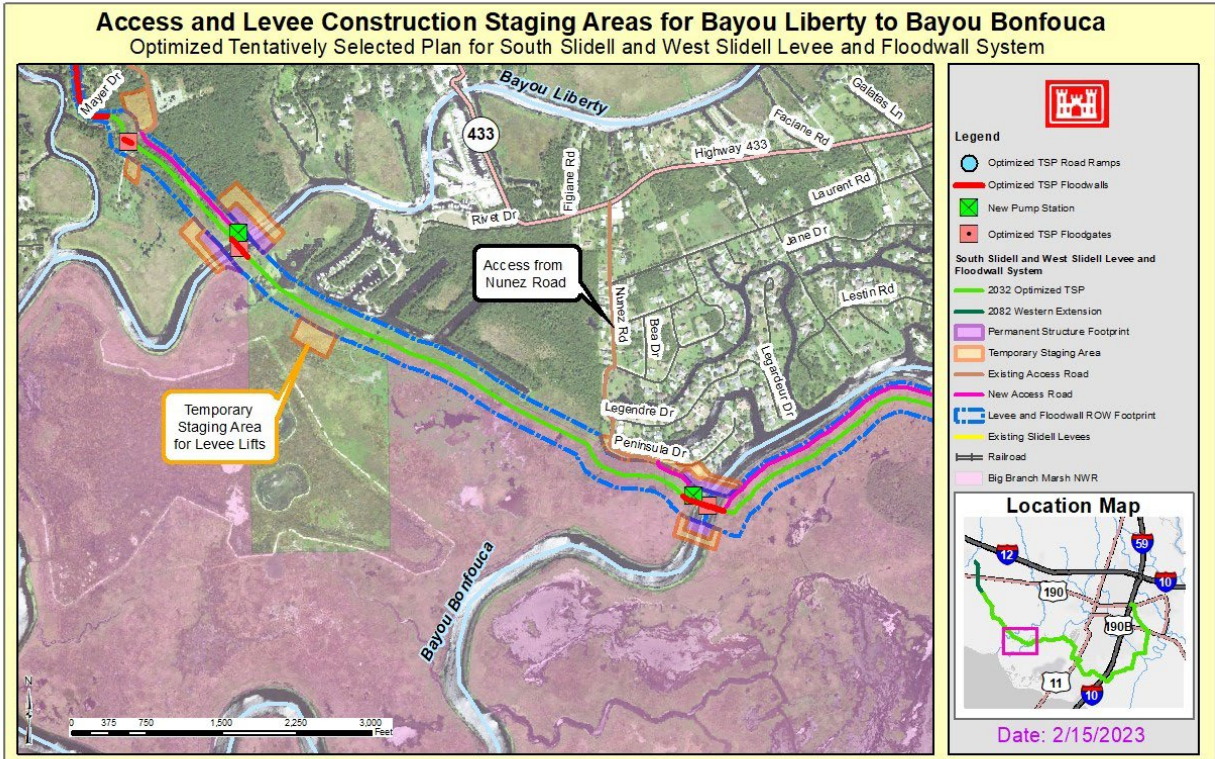 Access and Levee Construction Staging Areas for Bayou Liberty to Bayou Bonfouca
Optimized Tentatively Selected Plan for South Slidell and West Slidell Levee and Floodwall System
Mayer Dr
Bayou Liberty
433
Galatas Ln
Faciane Rd
Highway 433
Figiane Rd
Laurent Rd
Rivet Dr
Jane Dr
Access from
Nunez Road
Lestin Rd
Nunez Rd
Bea Dr
Legardeur Dr
Legendre Dr
Temporary
Staging Area
for Levee Lifts
Peninsula Dr
Bayou Bonfouca
N
0 375 750 1,500 2,250 3,000
Feet
Legend
Optimized TSP Road Ramps
Optimized TSP Floodwalls
New Pump Station
Optimized TSP Floodgates
South Slidell and West Slidell Levee and
Floodwall System
2032 Optimized TSP
2082 Western Extension
Permanent Structure Footprint
Temporary Staging Area
Existing Access Road
New Access Road
Levee and Floodwall ROW Footprint
Existing Slidell Levees
Railroad
Big Branch Marsh NWR
Location Map
59
12
10
190
190B
11
10
Date: 2/15/2023